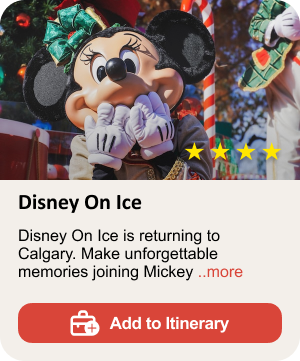 Disney On Ice
Disney On Ice is returning to
Calgary. Make unforgettable
memories joining Mickey ..more
Add to Itinerary